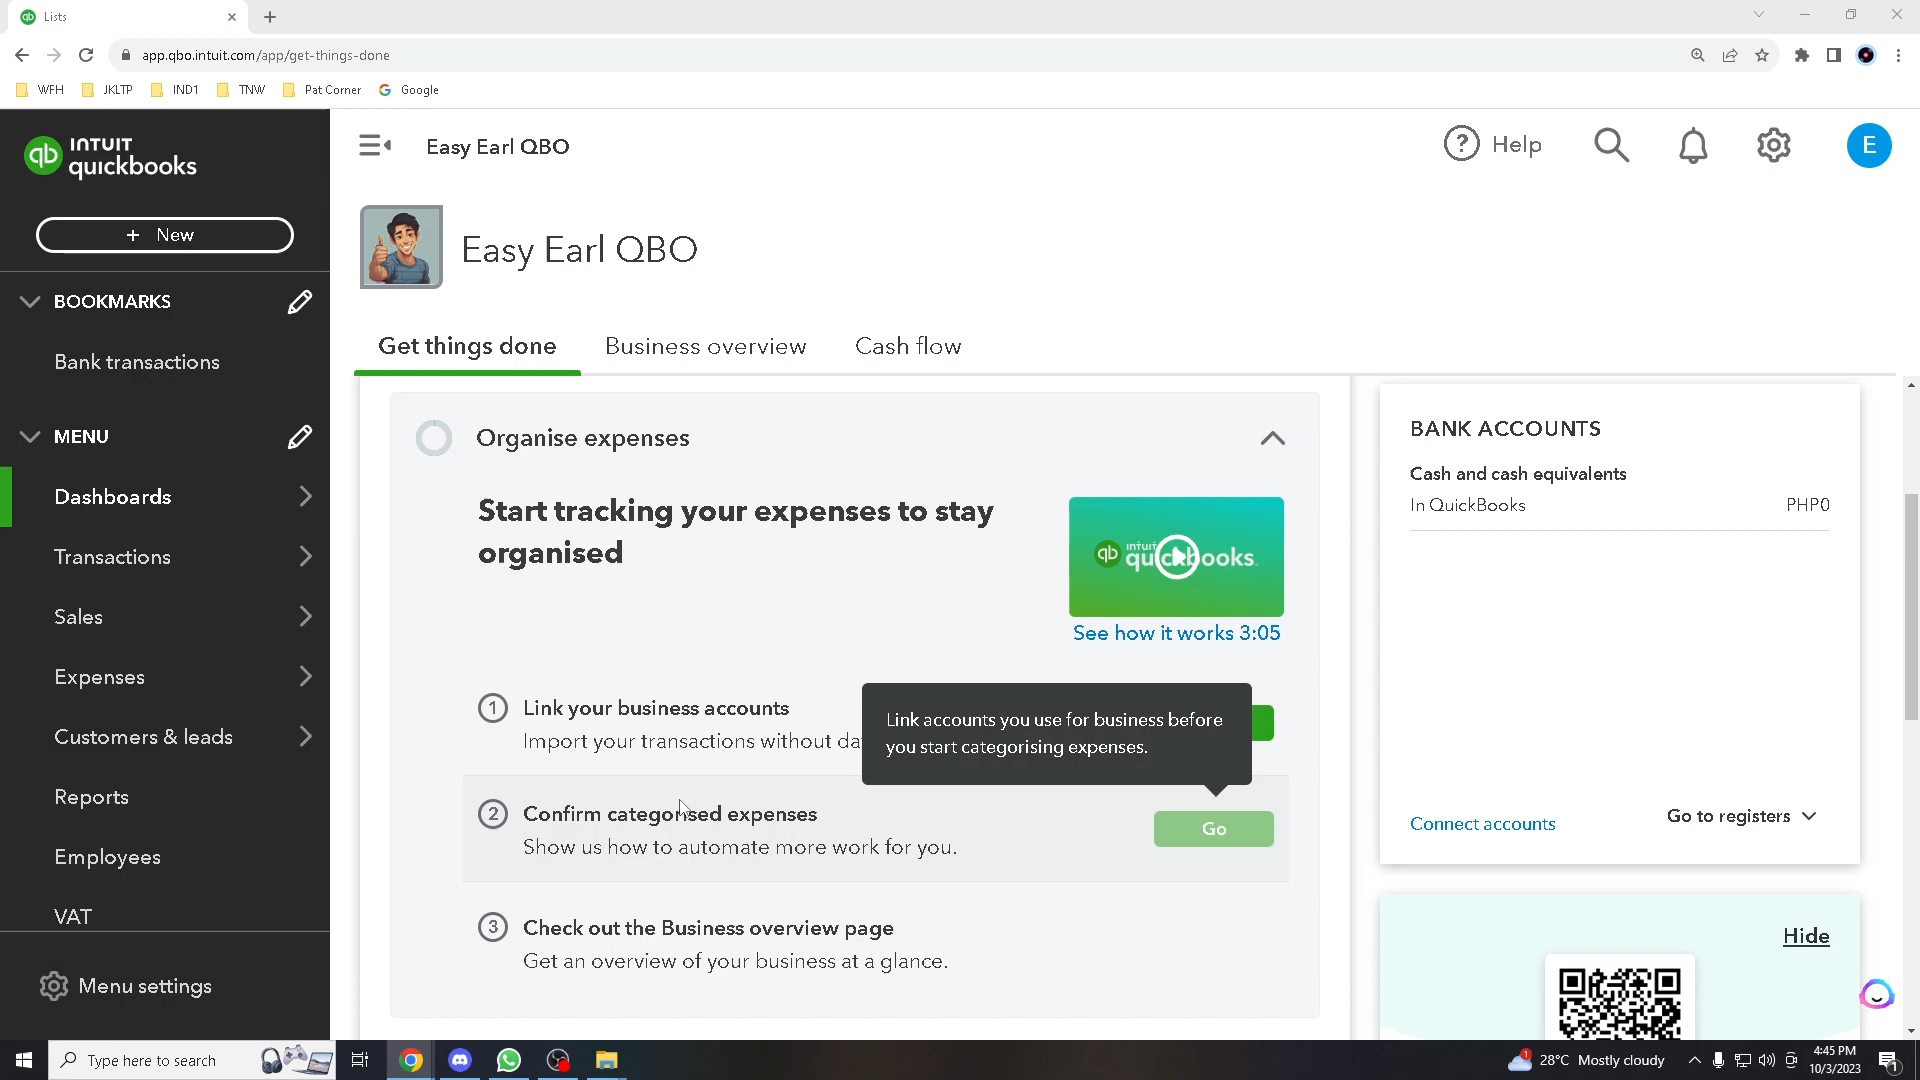 Lists
app.qbo.intuit.com/app/get-things-done
WFH
JKLTP
IND1
TNW
Pat Corner
Google
INTUIT
quickbooks
+ New
BOOKMARKS
Bank transactions
MENU
Dashboards
Transactions
Sales
Expenses
Customers & leads
Reports
Employees
VAT
Menu settings
Easy Earl QBO
Help
E
Easy Earl QBO
Get things done
Business overview
Cash flow
Organise expenses
Start tracking your expenses to stay
organised
INTUIT
quickbooks.
See how it works 3:05
1 Link your business accounts
Import your transactions without da
Link accounts you use for business before
you start categorising expenses.
2 Confirm categorised expenses
Show us how to automate more work for you.
Go
3 Check out the Business overview page
Get an overview of your business at a glance.
BANK ACCOUNTS
Cash and cash equivalents
In QuickBooks PHP0
Connect accounts
Go to registers
Hide
Type here to search
1
28°C Mostly cloudy
4:45 PM
10/3/2023
1